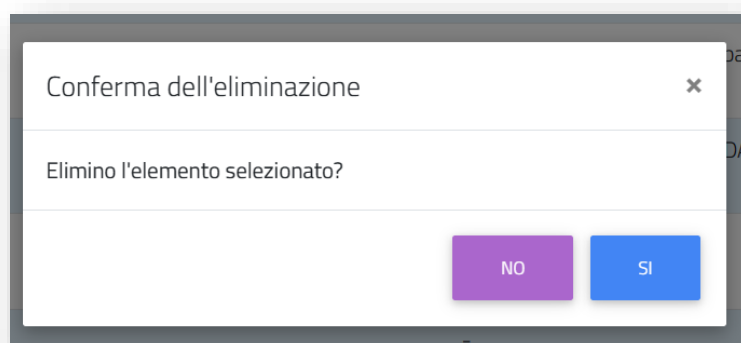 Conferma dell'eliminazione
×
Elimino l'elemento selezionato?
NO
SI